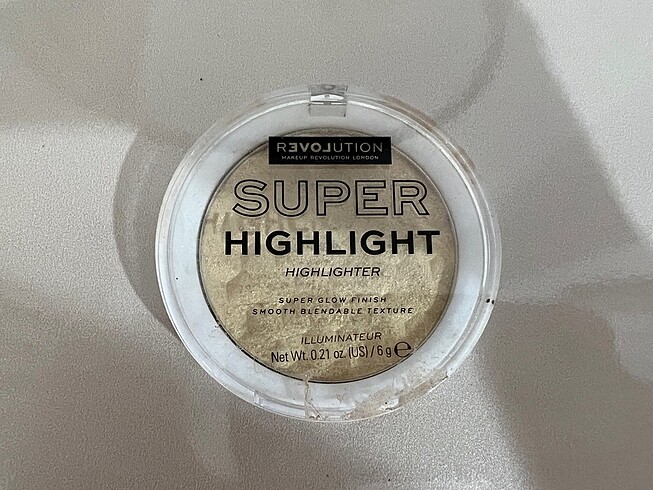 REVOLUTION
MAKEUP REVOLUTION LONDON
SUPER
HIGHLIGHT
HIGHLIGHTER
SUPER GLOW FINISH
SMOOTH BLENDABLE TEXTURE
ILLUMINATEUR
Net Wt. 0.21 oz. (US) / 6 g ℮